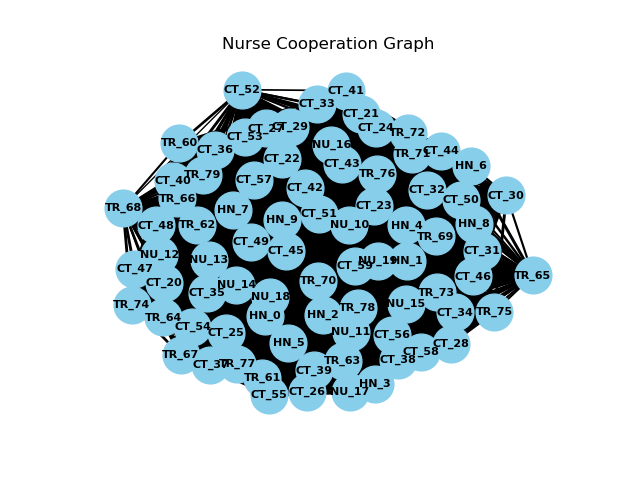 Nurse Cooperation Graph
CT_52
CT_41
CT_33
CT_21
CT_24
CT_29
CT_27
CT_53
TR_72
TR_60
CT_36
NU_16
TR_71
CT_44
CT_22
CT_43
HN_6
TR_76
TR_79
CT_40
CT_57
CT_42
CT_32
CT_30
TR_66
CT_50
TR_68
HN_7
CT_23
CT_51
HN_9
CT_48
TR_62
NU_10
HN_4
HN_8
TR_69
CT_49
CT_45
CT_31
NU_12
NU_13
CT_59
NU_19
HN_1
CT_47
TR_65
CT_46
CT_20
TR_70
NU_14
CT_35
TR_73
NU_18
TR_74
NU_15
TR_78
TR_75
CT_34
HN_0
HN_2
TR_64
CT_54
CT_25
NU_11
CT_56
HN_5
CT_28
CT_58
TR_67
CT_38
TR_63
CT_37
TR_77
CT_39
TR_61
HN_3
CT_26
NU_17
CT_55